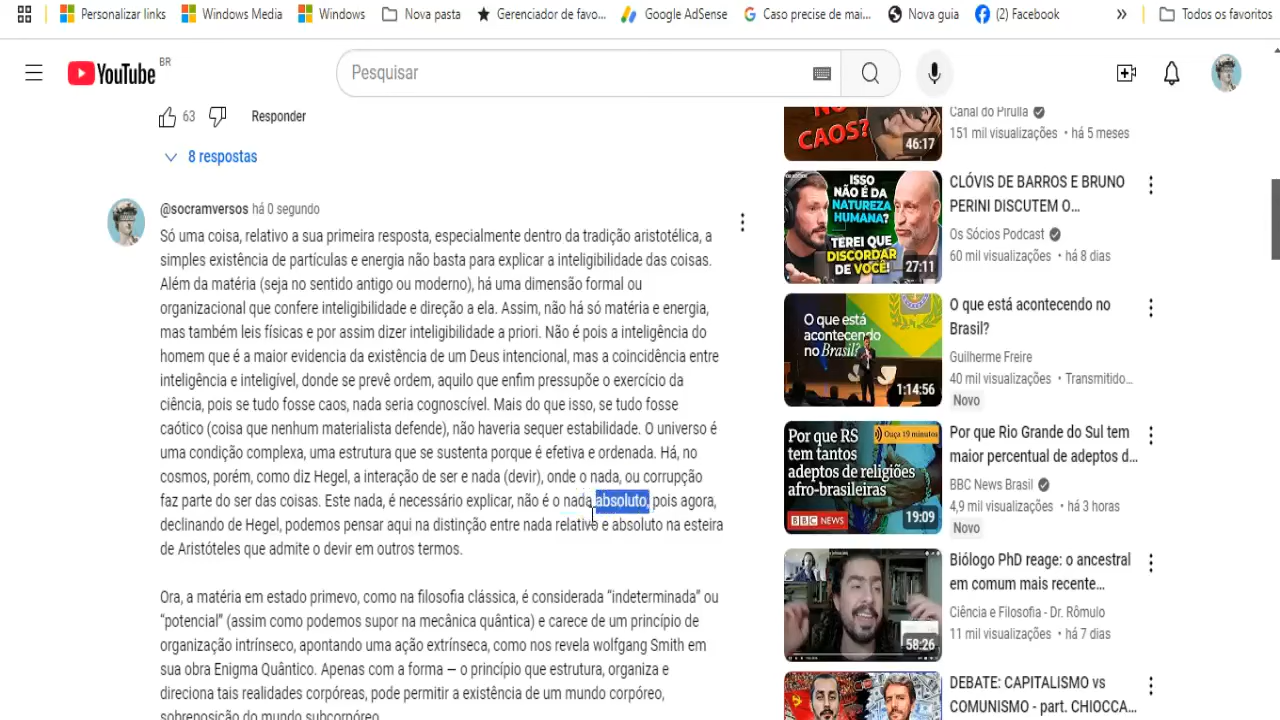 Personalizar links
Windows Media
Windows
Nova pasta
Gerenciador de favo...
Google AdSense
Caso precise de mai...
Nova guia
(2) Facebook
»
Todos os favoritos
YouTube
BR
Pesquisar
63
Responder
8 respostas
@socramversos há 0 segundo
Só uma coisa, relativo a sua primeira resposta, especialmente dentro da tradição aristotélica, a
simples existência de partículas e energia não basta para explicar a inteligibilidade das coisas.
Além da matéria (seja no sentido antigo ou moderno), há uma dimensão formal ou
organizacional que confere inteligibilidade e direção a ela. Assim, não há só matéria e energia,
mas também leis físicas e por assim dizer inteligibilidade a priori. Não é pois a inteligência do
homem que é a maior evidencia da existência de um Deus intencional, mas a coincidência entre
inteligência e inteligível, donde se prevê ordem, aquilo que enfim pressupõe o exercício da
ciência, pois se tudo fosse caos, nada seria cognoscível. Mais do que isso, se tudo fosse
caótico (coisa que nenhum materialista defende), não haveria sequer estabilidade. O universo é
uma condição complexa, uma estrutura que se sustenta porque é efetiva e ordenada. Há, no
cosmos, porém, como diz Hegel, a interação de ser e nada (devir), onde o nada, ou corrupção
faz parte do ser das coisas. Este nada, é necessário explicar, não é o nada absoluto, pois agora,
declinando de Hegel, podemos pensar aqui na distinção entre nada relativo e absoluto na esteira
de Aristóteles que admite o devir em outros termos.
Ora, a matéria em estado primevo, como na filosofia clássica, é considerada “indeterminada” ou
“potencial” (assim como podemos supor na mecânica quântica) e carece de um princípio de
organização intrínseco, apontando uma ação extrínseca, como nos revela wolfgang Smith em
sua obra Enigma Quântico. Apenas com a forma — o princípio que estrutura, organiza e
direciona tais realidades corpóreas, pode permitir a existência de um mundo corpóreo,
sobreposição do mundo subcorpóreo.
NO
CAOS?
46:17
Canal do Pirulla
151 mil visualizações • há 5 meses
ISSO
NÃO É DA
NATUREZA
HUMANA?
TEREI QUE
DISCORDAR
DE VOCÊ!
27:11
CLÓVIS DE BARROS E BRUNO
PERINI DISCUTEM O...
Os Sócios Podcast
60 mil visualizações • há 8 dias
O que está
acontecendo
no Brasil?
1:14:56
O que está acontecendo no
Brasil?
Guilherme Freire
40 mil visualizações • Transmitido...
Novo
Ouça 19 minutos
Por que RS
tem tantos
adeptos de religiões
afro-brasileiras
BBC NEWS
19:09
Por que Rio Grande do Sul tem
maior percentual de adeptos d...
BBC News Brasil
4,9 mil visualizações • há 3 horas
Novo
58:26
Biólogo PhD reage: o ancestral
em comum mais recente...
Ciência e Filosofia - Dr. Rômulo
11 mil visualizações • há 7 dias
DEBATE: CAPITALISMO vs
COMUNISMO - part. CHIOCCA...